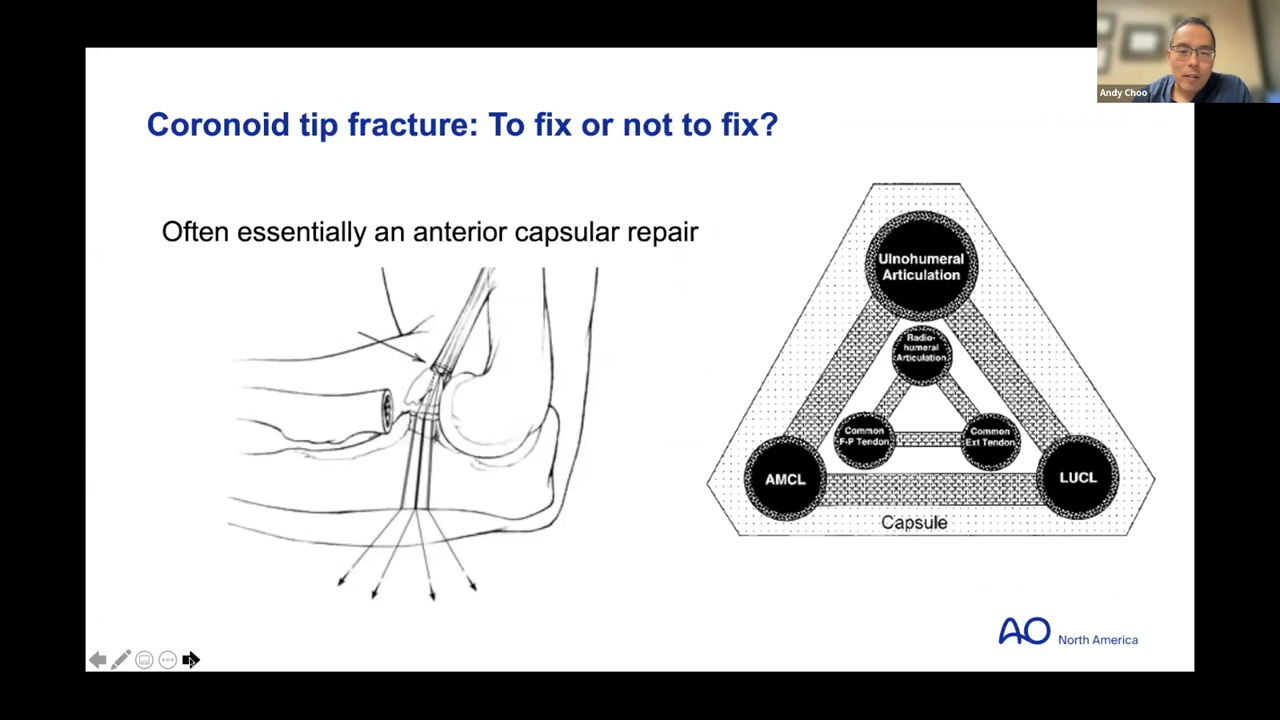 Andy Choo
Coronoid tip fracture: To fix or not to fix?
Often essentially an anterior capsular repair
Ulnohumeral
Articulation
Radio-
humeral
Articulation
Common
F-P Tendon
Common
Ext Tendon
AMCL
LUCL
Capsule
AO North America